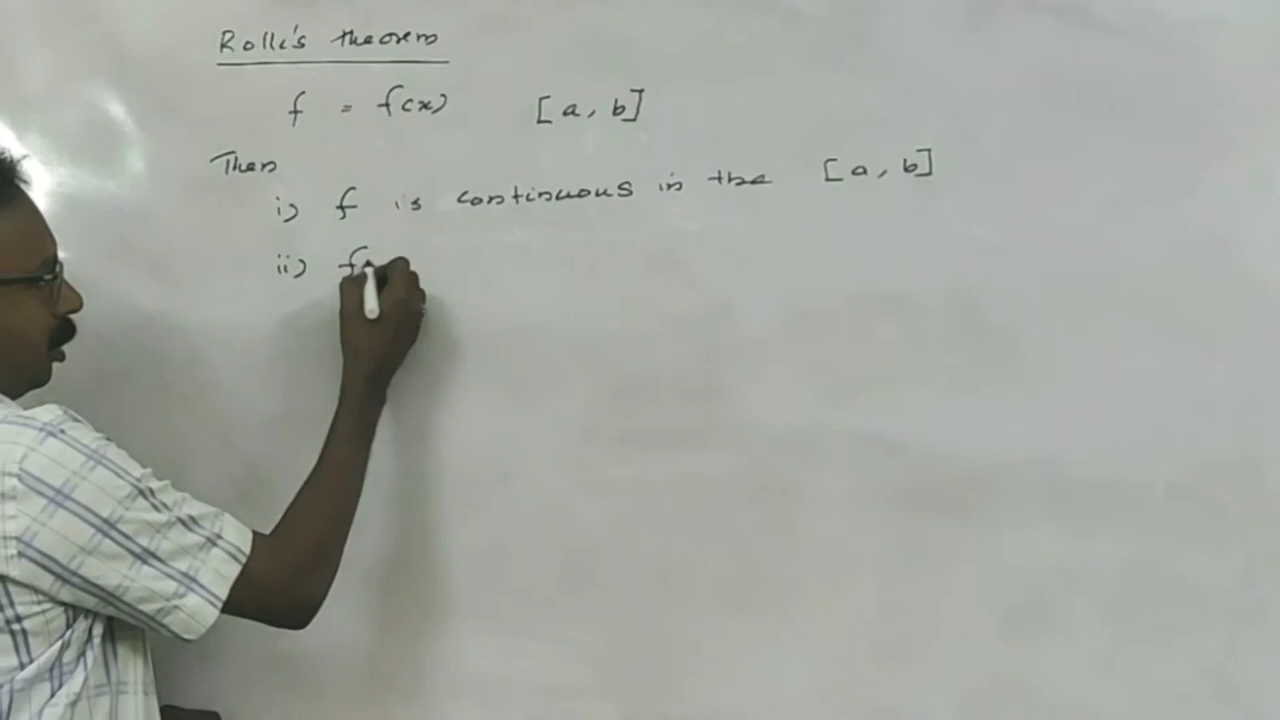 Rolle's theorem
f = f(x) [a, b]
Then
i) f is continuous in the [a, b]
ii) f